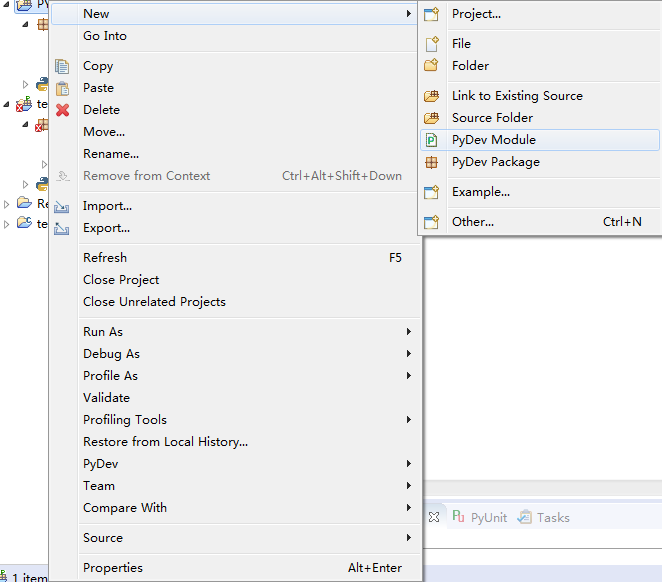 New
Go Into
Copy
Paste
Delete
Move...
Rename...
Remove from Context Ctrl+Alt+Shift+Down
Import...
Export...
Refresh F5
Close Project
Close Unrelated Projects
Run As
Debug As
Profile As
Validate
Profiling Tools
Restore from Local History...
PyDev
Team
Compare With
Source
Properties Alt+Enter
Project...
File
Folder
Link to Existing Source
Source Folder
PyDev Module
PyDev Package
Example...
Other... Ctrl+N
PyUnit
Tasks
te
Re
te
1 item